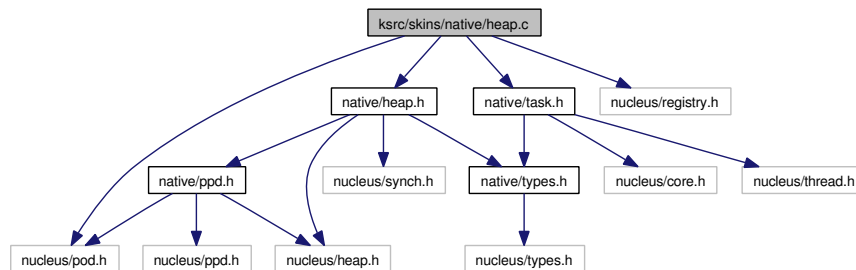 ksrc/skins/native/heap.c
native/heap.h
native/task.h
nucleus/registry.h
native/ppd.h
nucleus/synch.h
native/types.h
nucleus/core.h
nucleus/thread.h
nucleus/pod.h
nucleus/ppd.h
nucleus/heap.h
nucleus/types.h